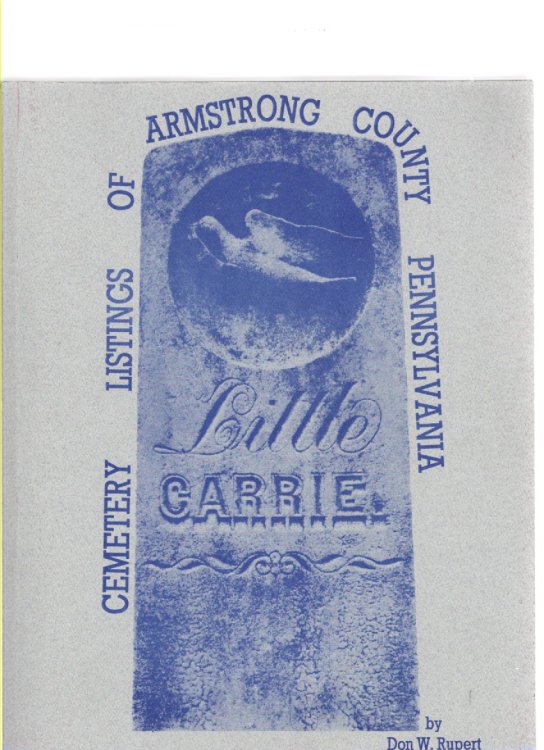 CEMETERY LISTINGS OF ARMSTRONG COUNTY PENNSYLVANIA
Little
CARRIE.
by
Don W. Rupert